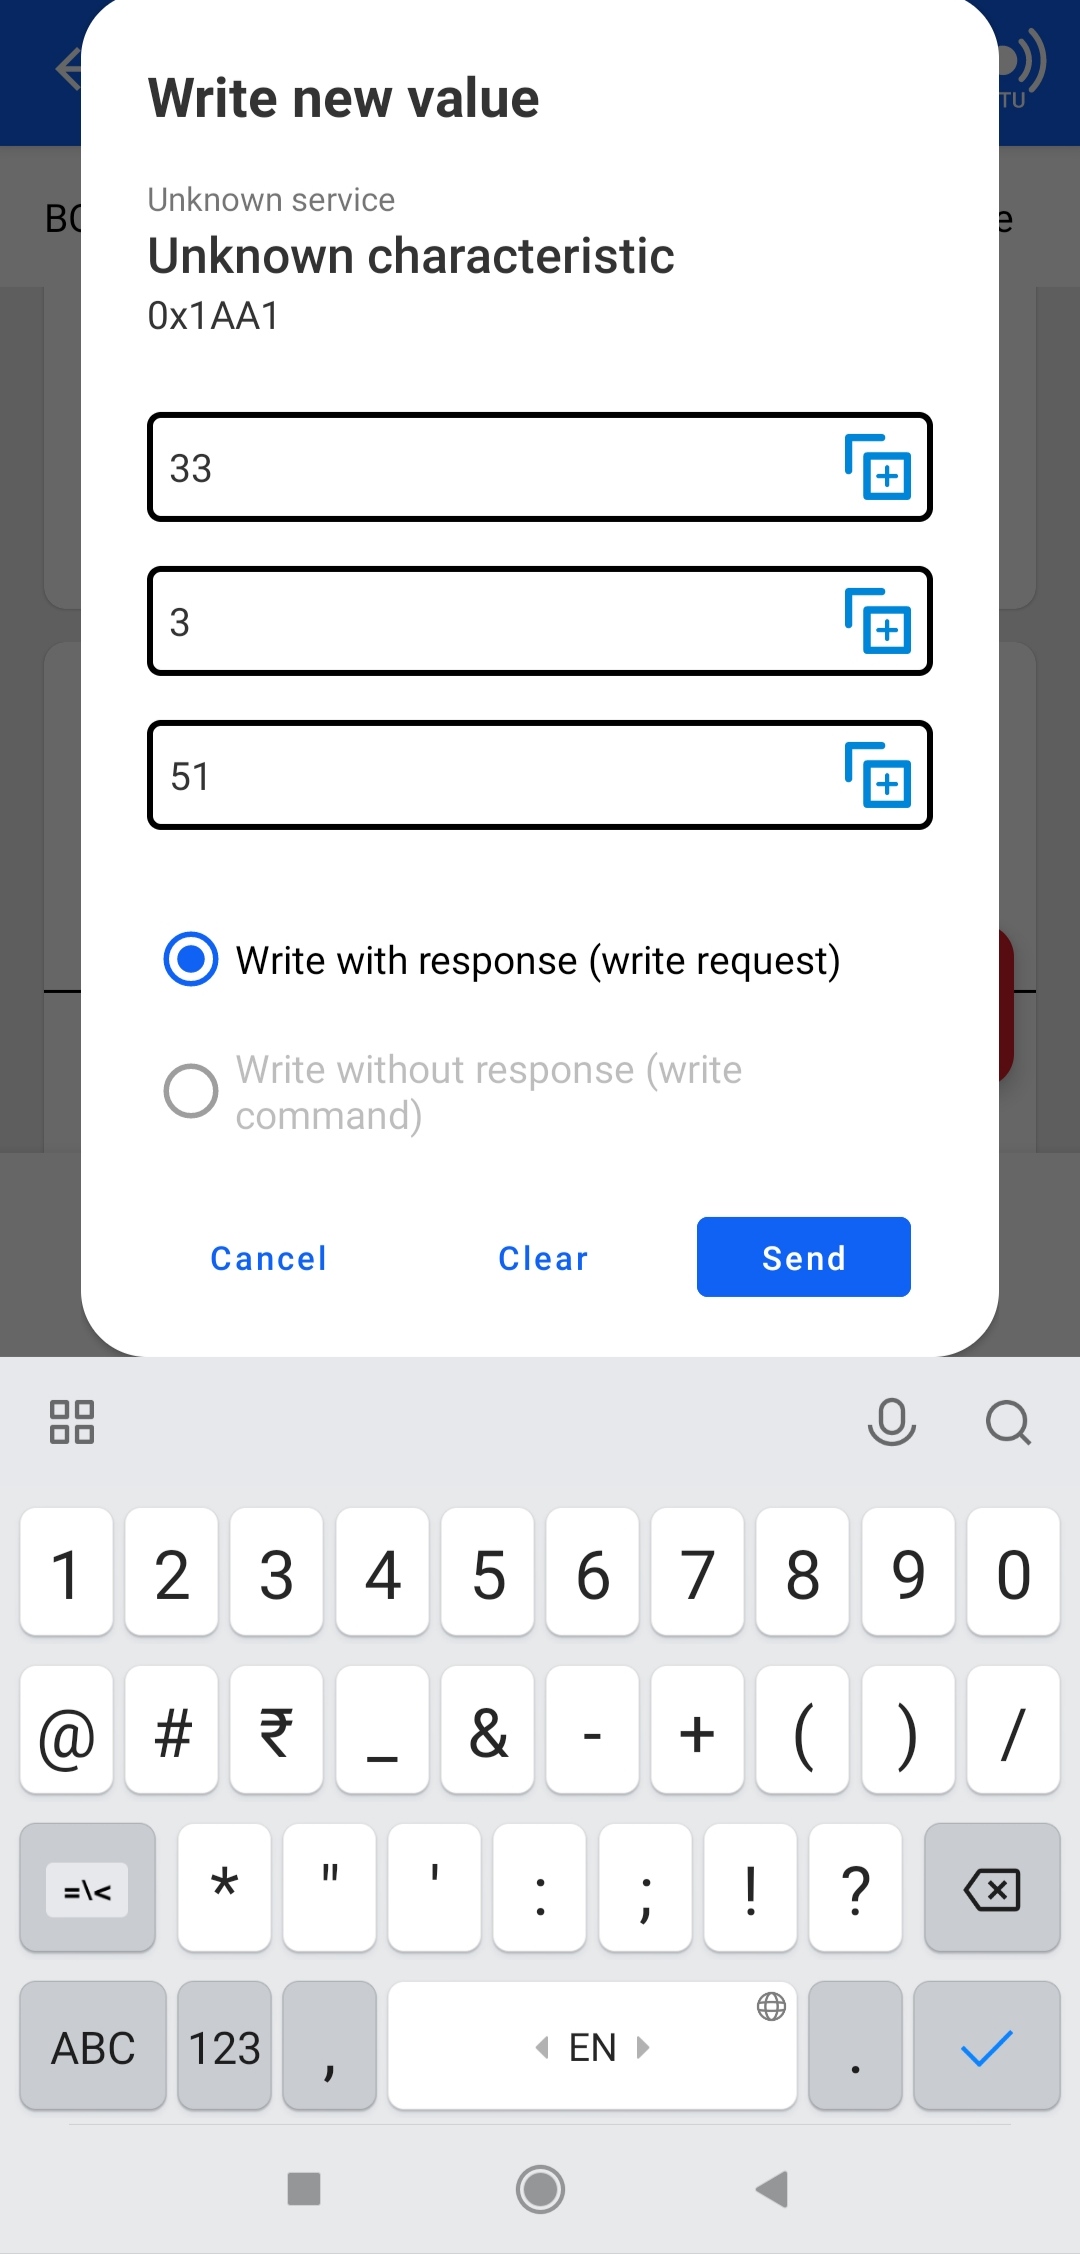 TU
Write new value
Unknown service
Unknown characteristic
0x1AA1
33
3
51
Write with response (write request)
Write without response (write
command)
Cancel Clear Send
1 2 3 4 5 6 7 8 9 0
@ # ₹ _ & - + ( ) /
=\< * " ' : ; ! ?
ABC 123 , EN .